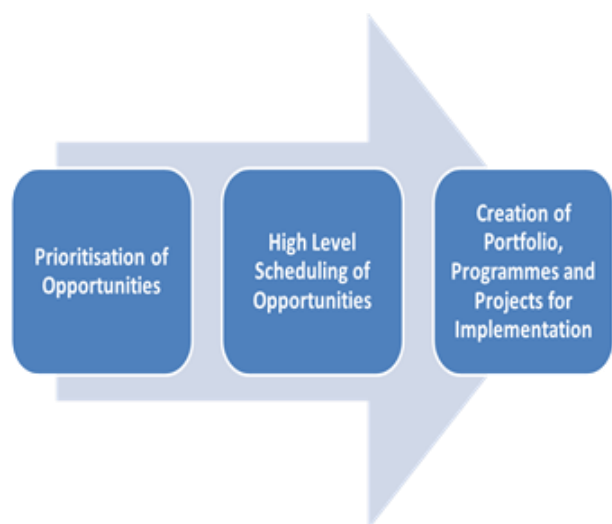 Prioritisation of
Opportunities
High Level
Scheduling of
Opportunities
Creation of
Portfolio,
Programmes and
Projects for
Implementation